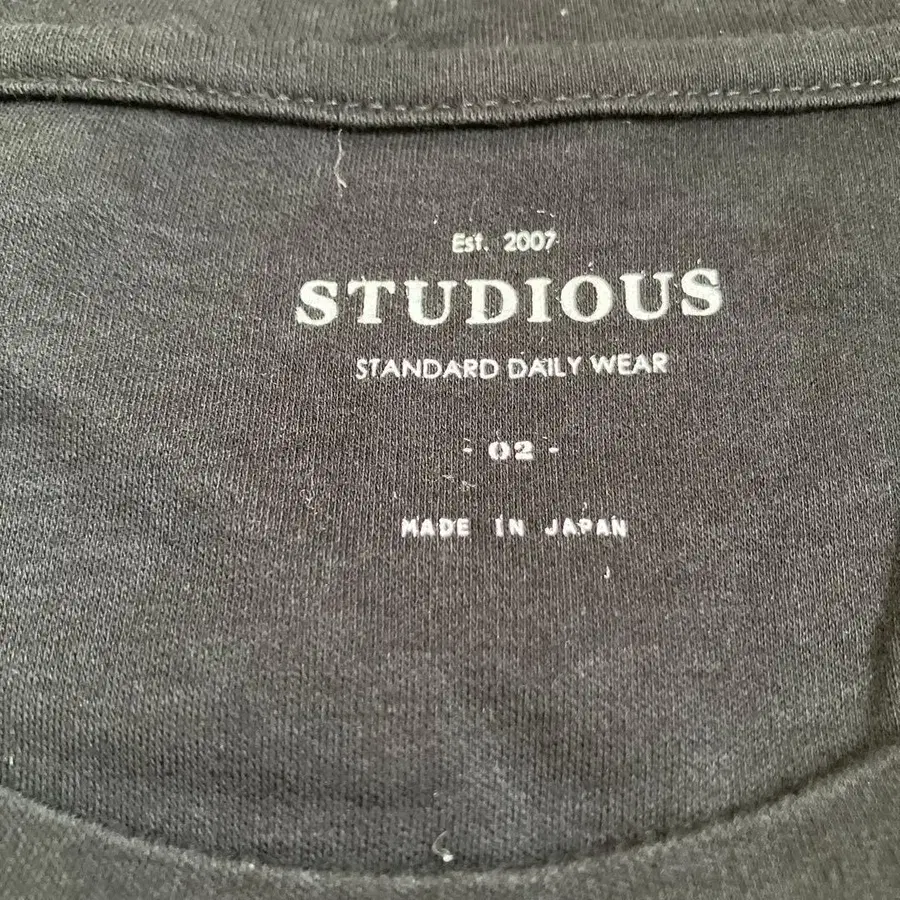 Est. 2007
STUDIOUS
STANDARD DAILY WEAR
- 02 -
MADE IN JAPAN